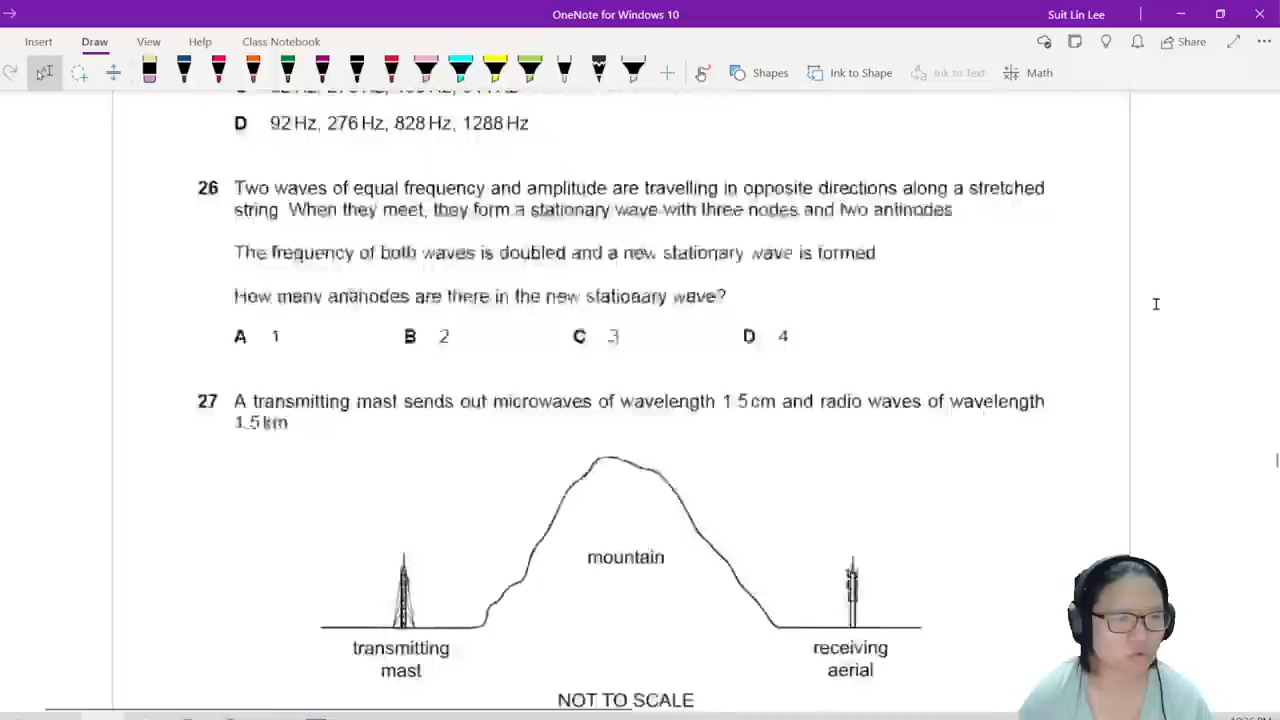 OneNote for Windows 10
Suit Lin Lee
Insert
Draw
View
Help
Class Notebook
Share
Shapes
Ink to Shape
Ink to Text
Math
D 92 Hz, 276 Hz, 828 Hz, 1288 Hz
26 Two waves of equal frequency and amplitude are travelling in opposite directions along a stretched
string. When they meet, they form a stationary wave with three nodes and two antinodes
The frequency of both waves is doubled and a new stationary wave is formed
How many antinodes are there in the new stationary wave?
A 1 B 2 C 3 D 4
27 A transmitting mast sends out microwaves of wavelength 1.5 cm and radio waves of wavelength
1.5 km
mountain
transmitting
mast
receiving
aerial
NOT TO SCALE